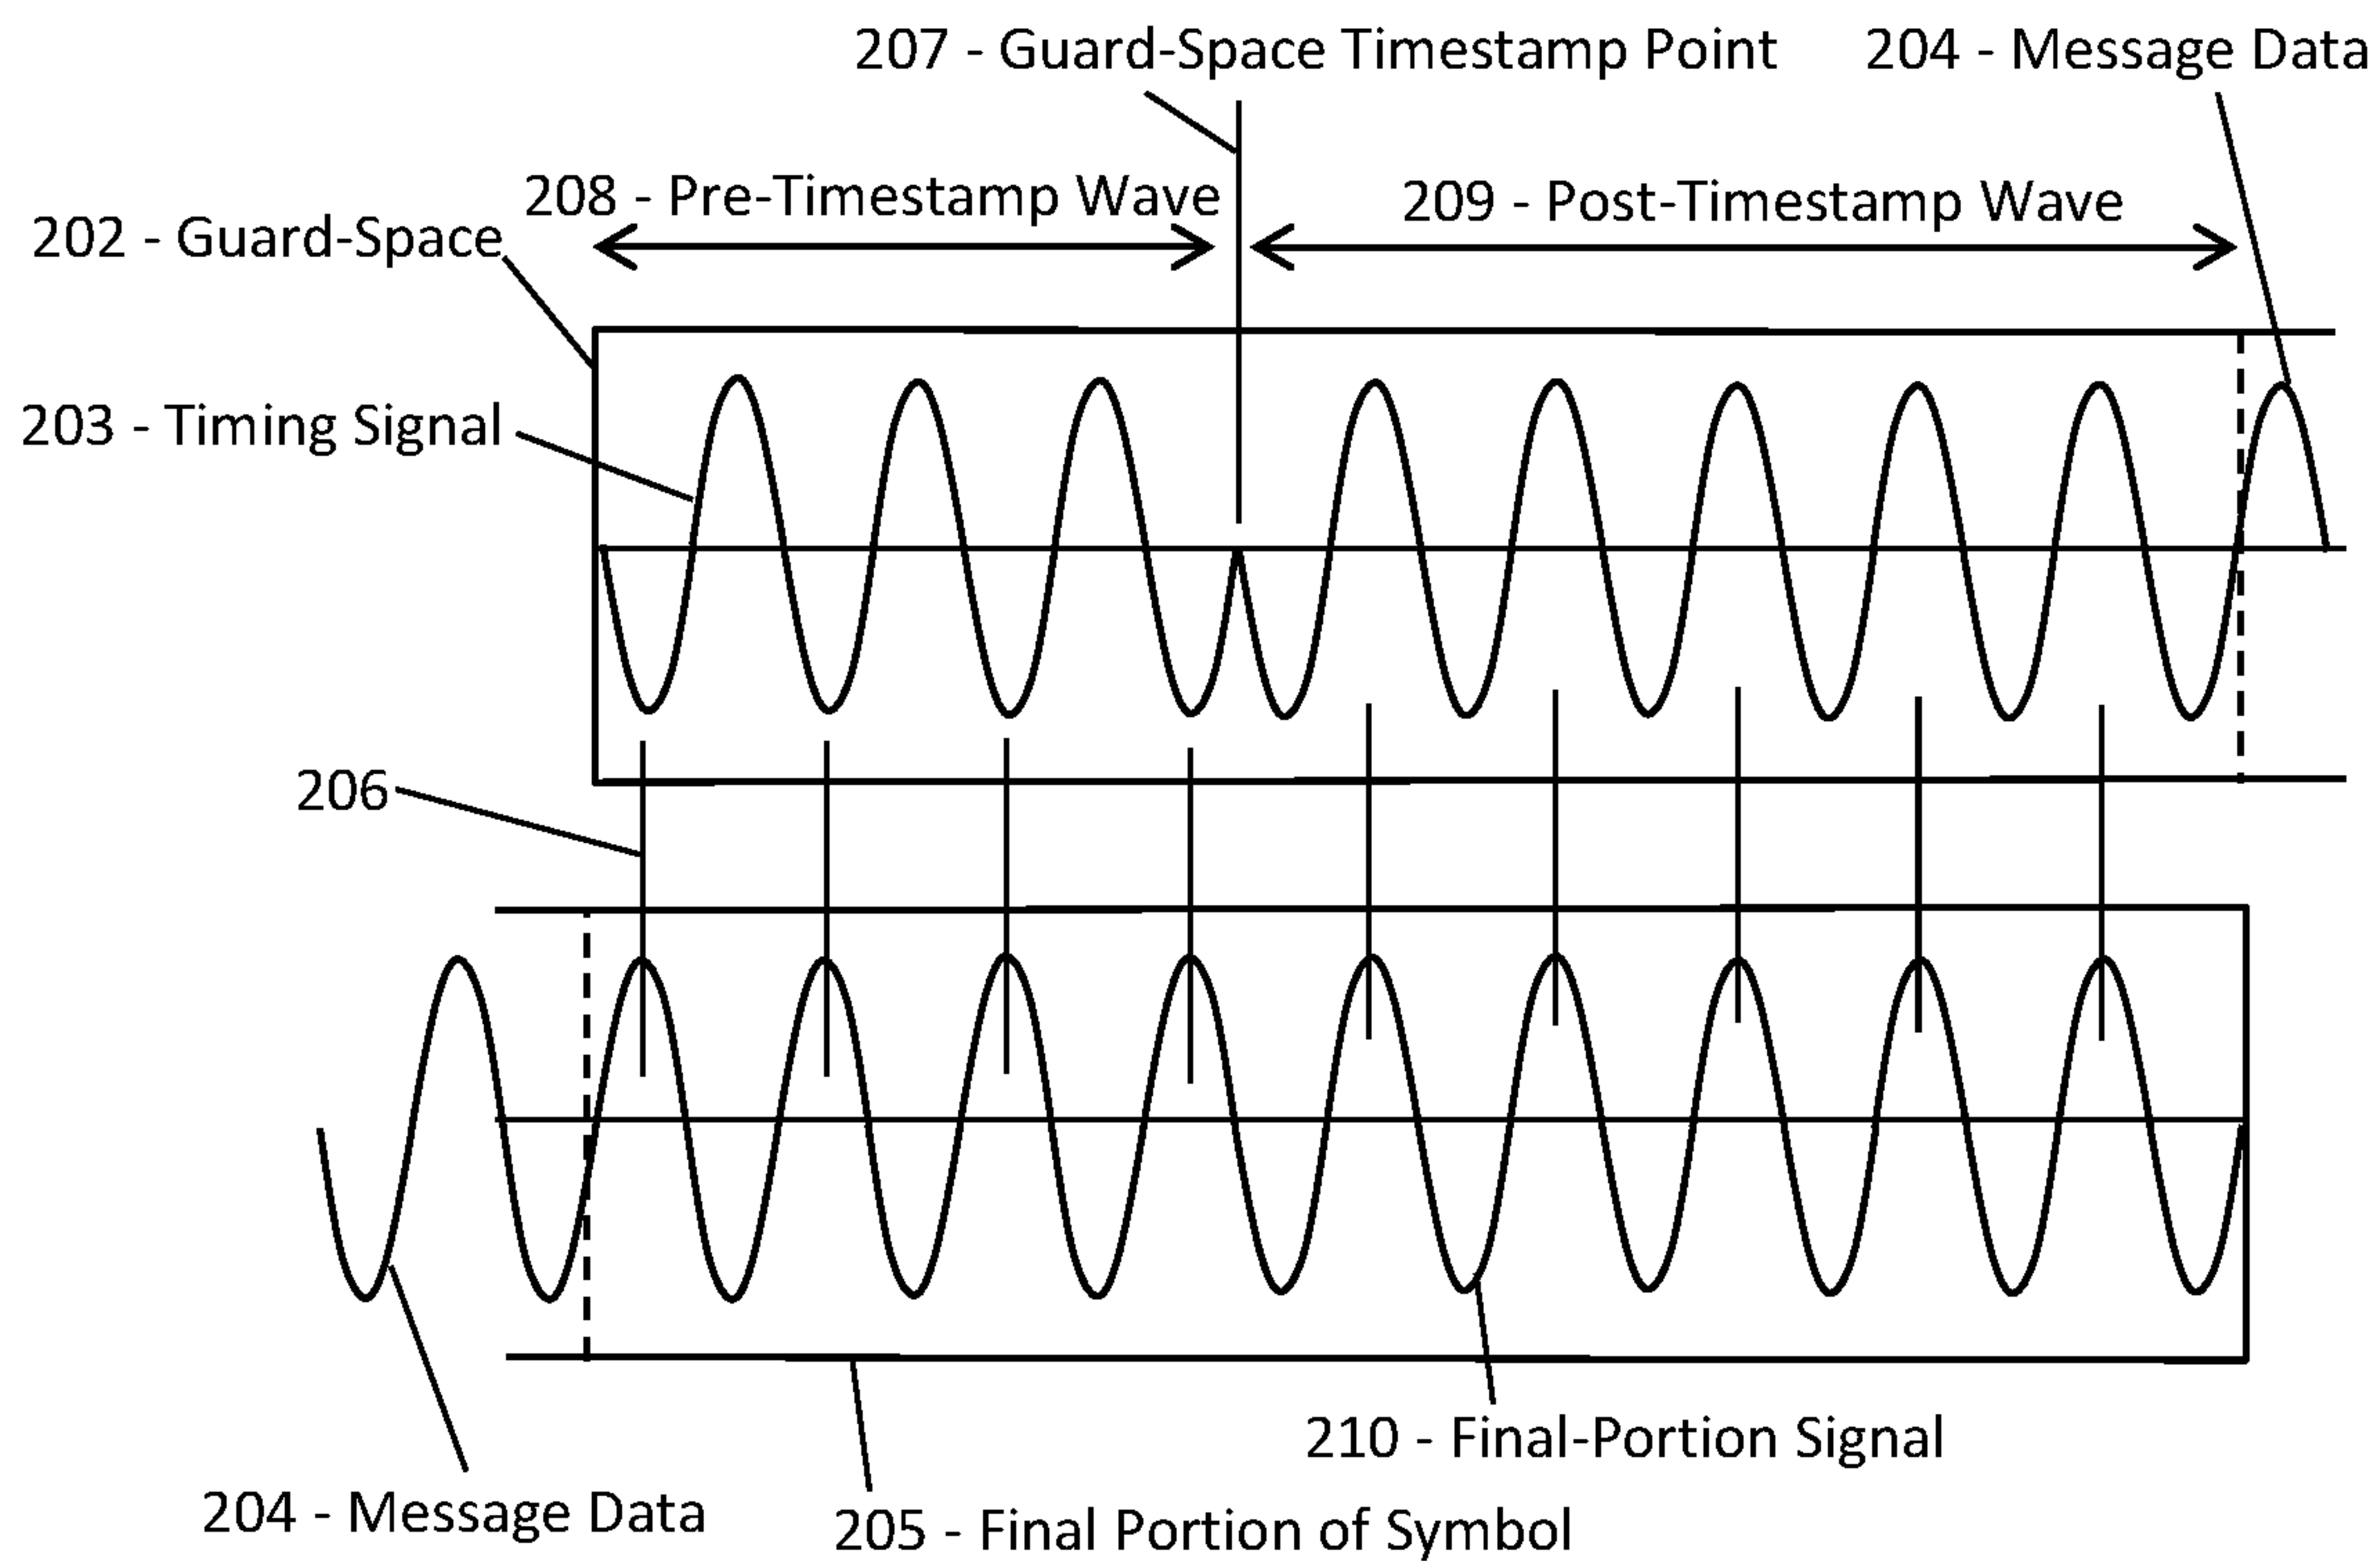 207 - Guard-Space Timestamp Point
204 - Message Data
208 - Pre-Timestamp Wave
209 - Post-Timestamp Wave
202 - Guard-Space
203 - Timing Signal
206
210 - Final-Portion Signal
204 - Message Data
205 - Final Portion of Symbol